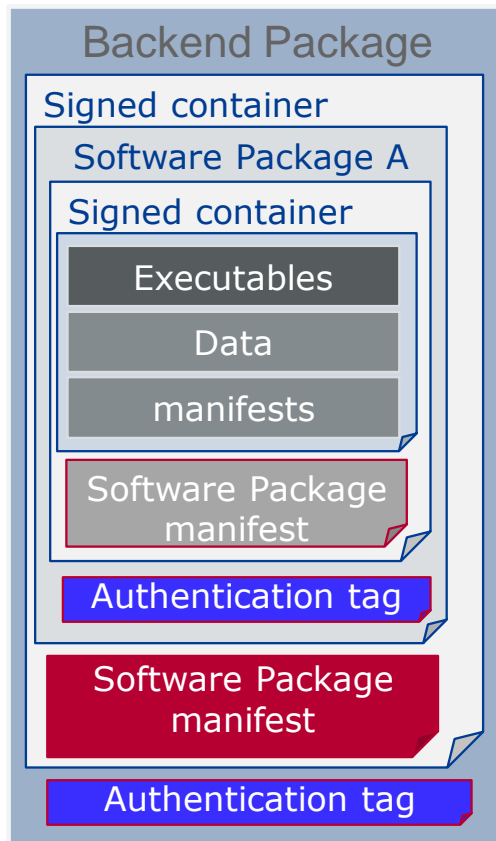 Backend Package
Signed container
Software Package A
Signed container
Executables
Data
manifests
Software Package
manifest
Authentication tag
Software Package
manifest
Authentication tag